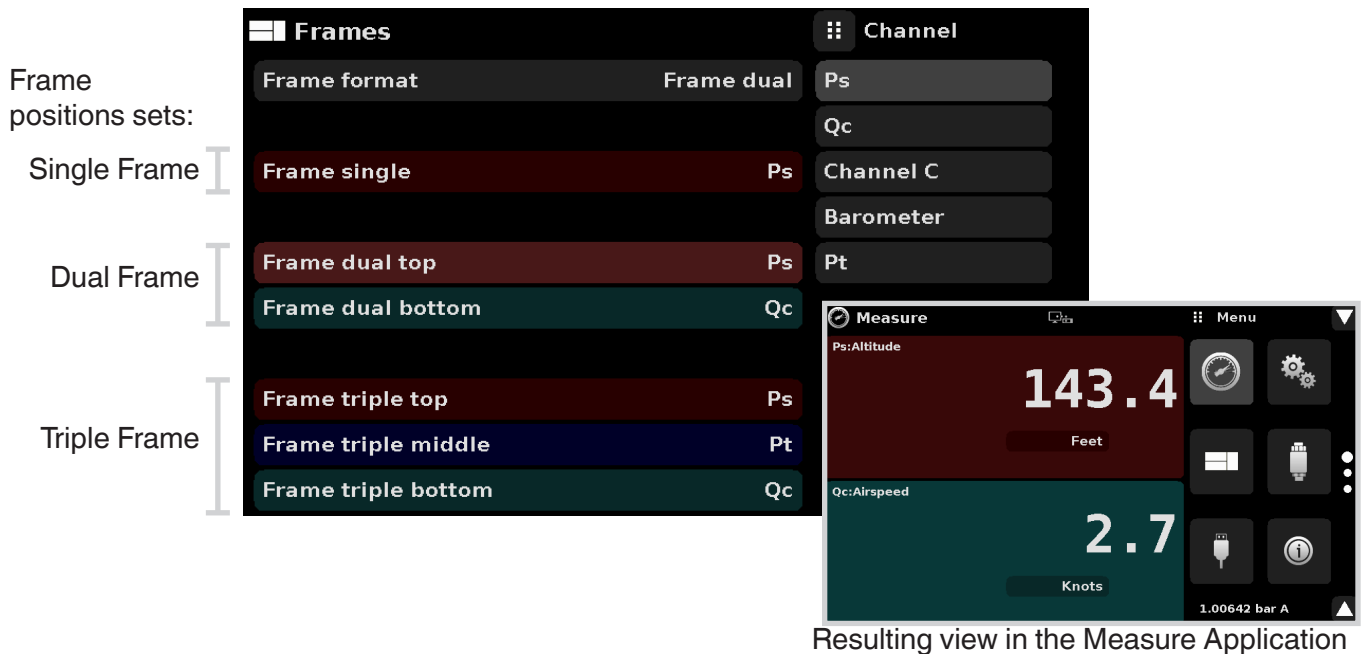 Frames
Channel
Frame
positions sets:
Frame format Frame dual
Ps
Qc
Single Frame
Frame single Ps
Channel C
Barometer
Dual Frame
Frame dual top Ps
Pt
Frame dual bottom Qc
Triple Frame
Frame triple top Ps
Frame triple middle Pt
Frame triple bottom Qc
Measure
Menu
Ps:Altitude
143.4
Feet
Qc:Airspeed
2.7
Knots
1.00642 bar A
Resulting view in the Measure Application